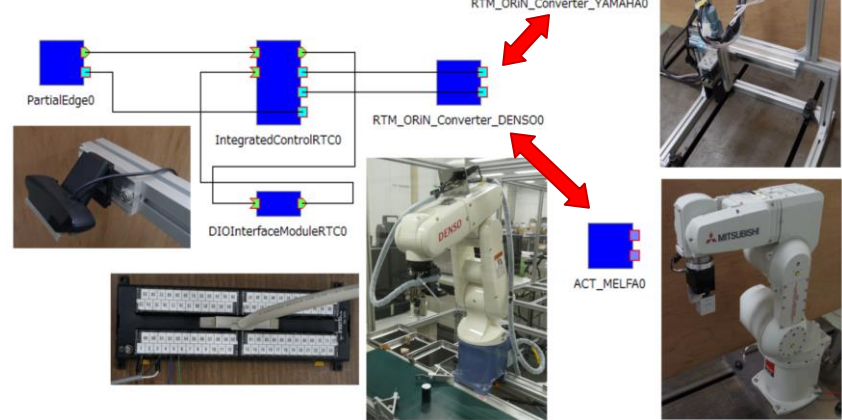 RTM_ORiN_Converter_YAMAHA0
PartialEdge0
IntegratedControlRTC0
RTM_ORiN_Converter_DENSO0
DIOInterfaceModuleRTC0
DENSO
MITSUBISHI
ACT_MELFA0